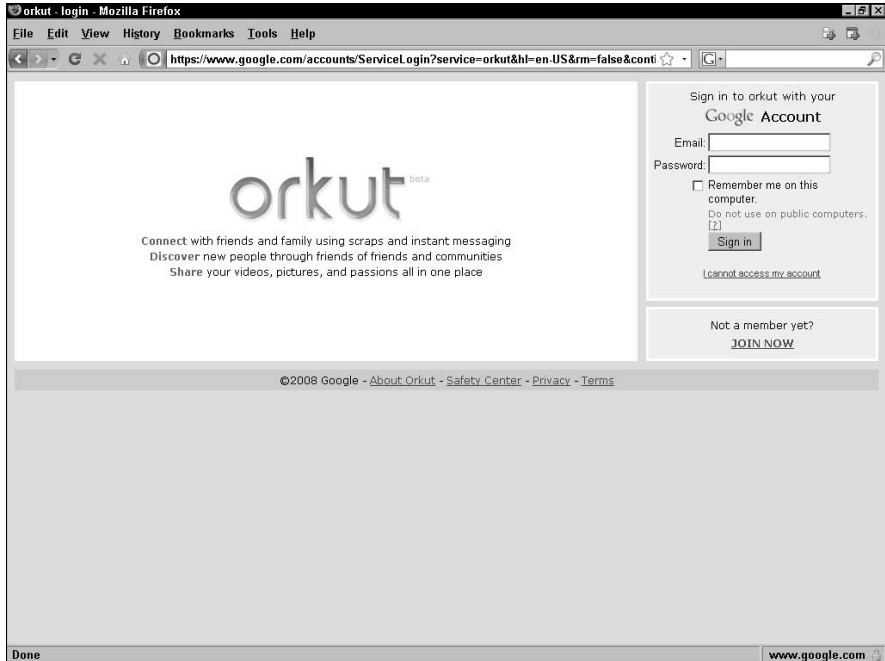 orkut - login - Mozilla Firefox
File Edit View History Bookmarks Tools Help
https://www.google.com/accounts/ServiceLogin?service=orkut&hl=en-US&rm=false&conti
G
orkut beta
Connect with friends and family using scraps and instant messaging
Discover new people through friends of friends and communities
Share your videos, pictures, and passions all in one place
Sign in to orkut with your
Google Account
Email:
Password:
Remember me on this
computer.
Do not use on public computers.
[?]
Sign in
I cannot access my account
Not a member yet?
JOIN NOW
©2008 Google - About Orkut - Safety Center - Privacy - Terms
Done
www.google.com